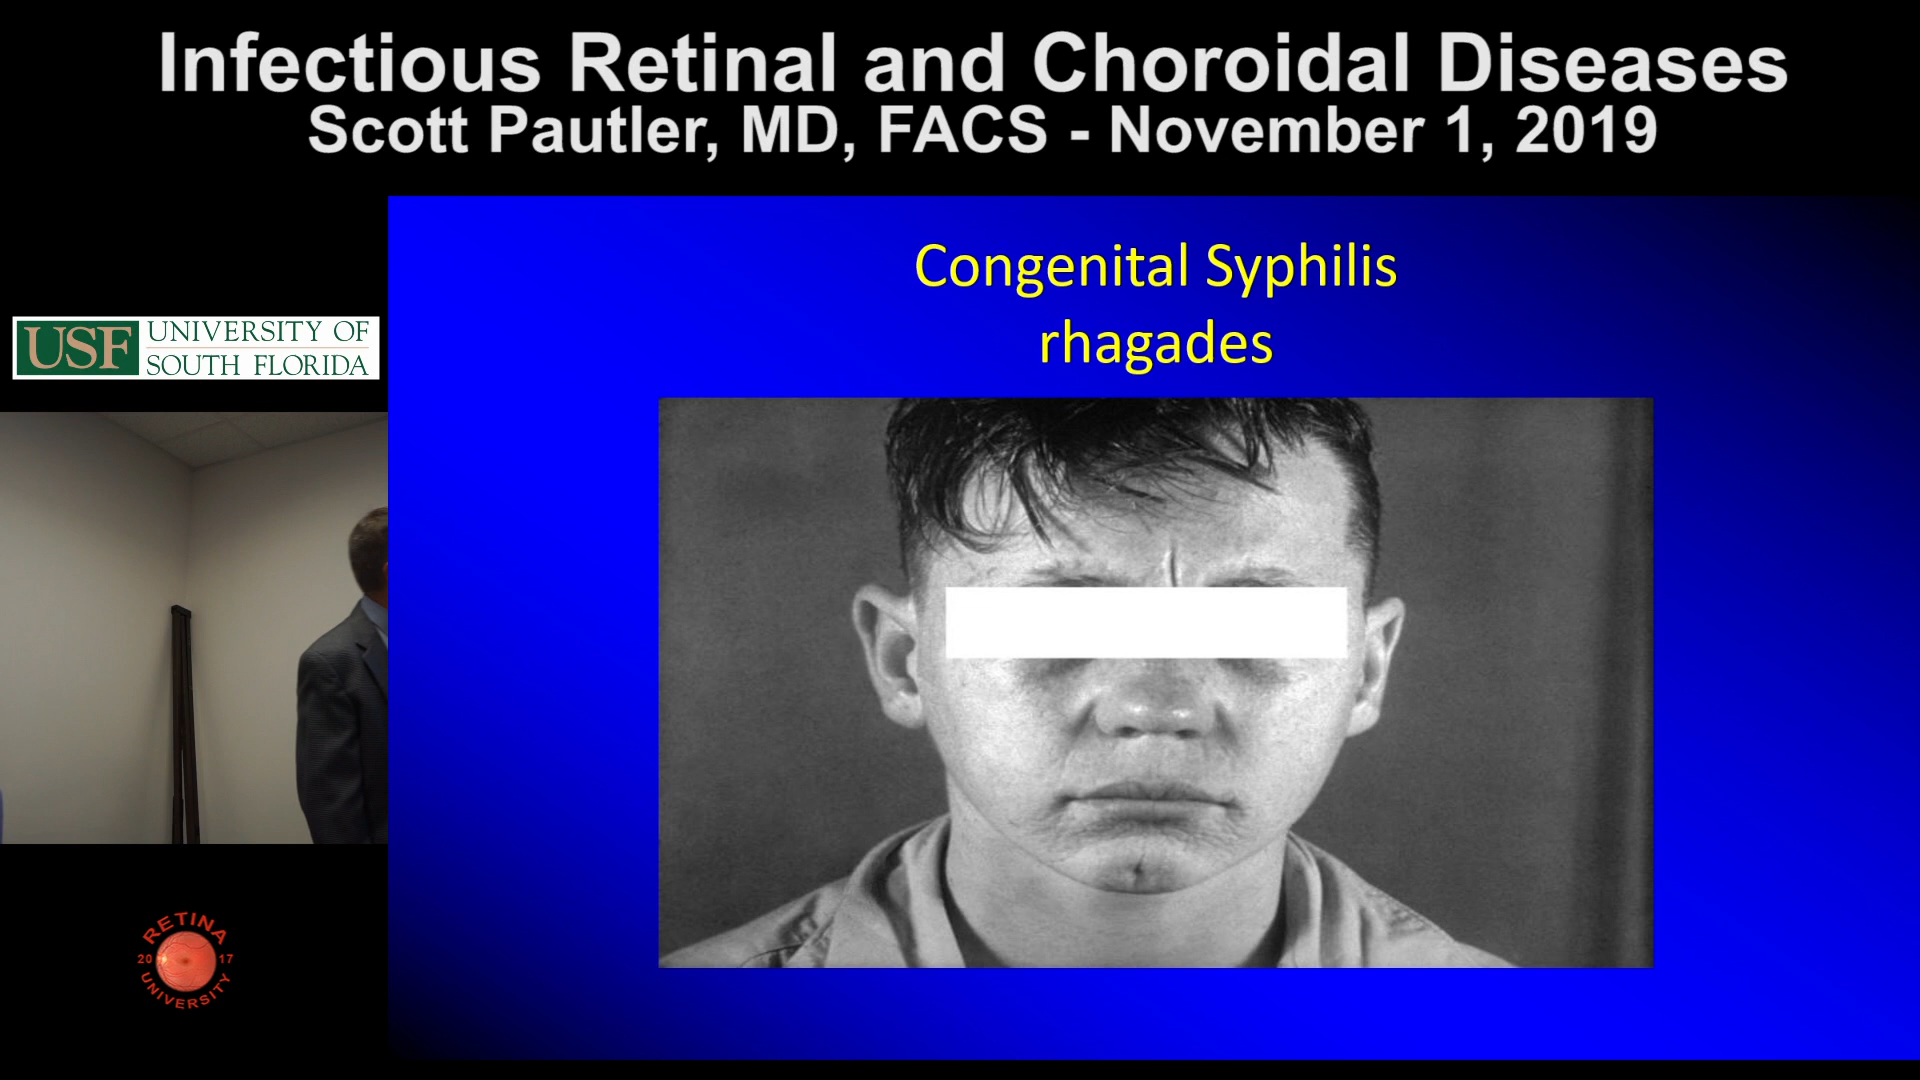 Infectious Retinal and Choroidal Diseases
Scott Pautler, MD, FACS - November 1, 2019
Congenital Syphilis
rhagades
USF UNIVERSITY OF
SOUTH FLORIDA
RETINA
20 17
UNIVERSITY